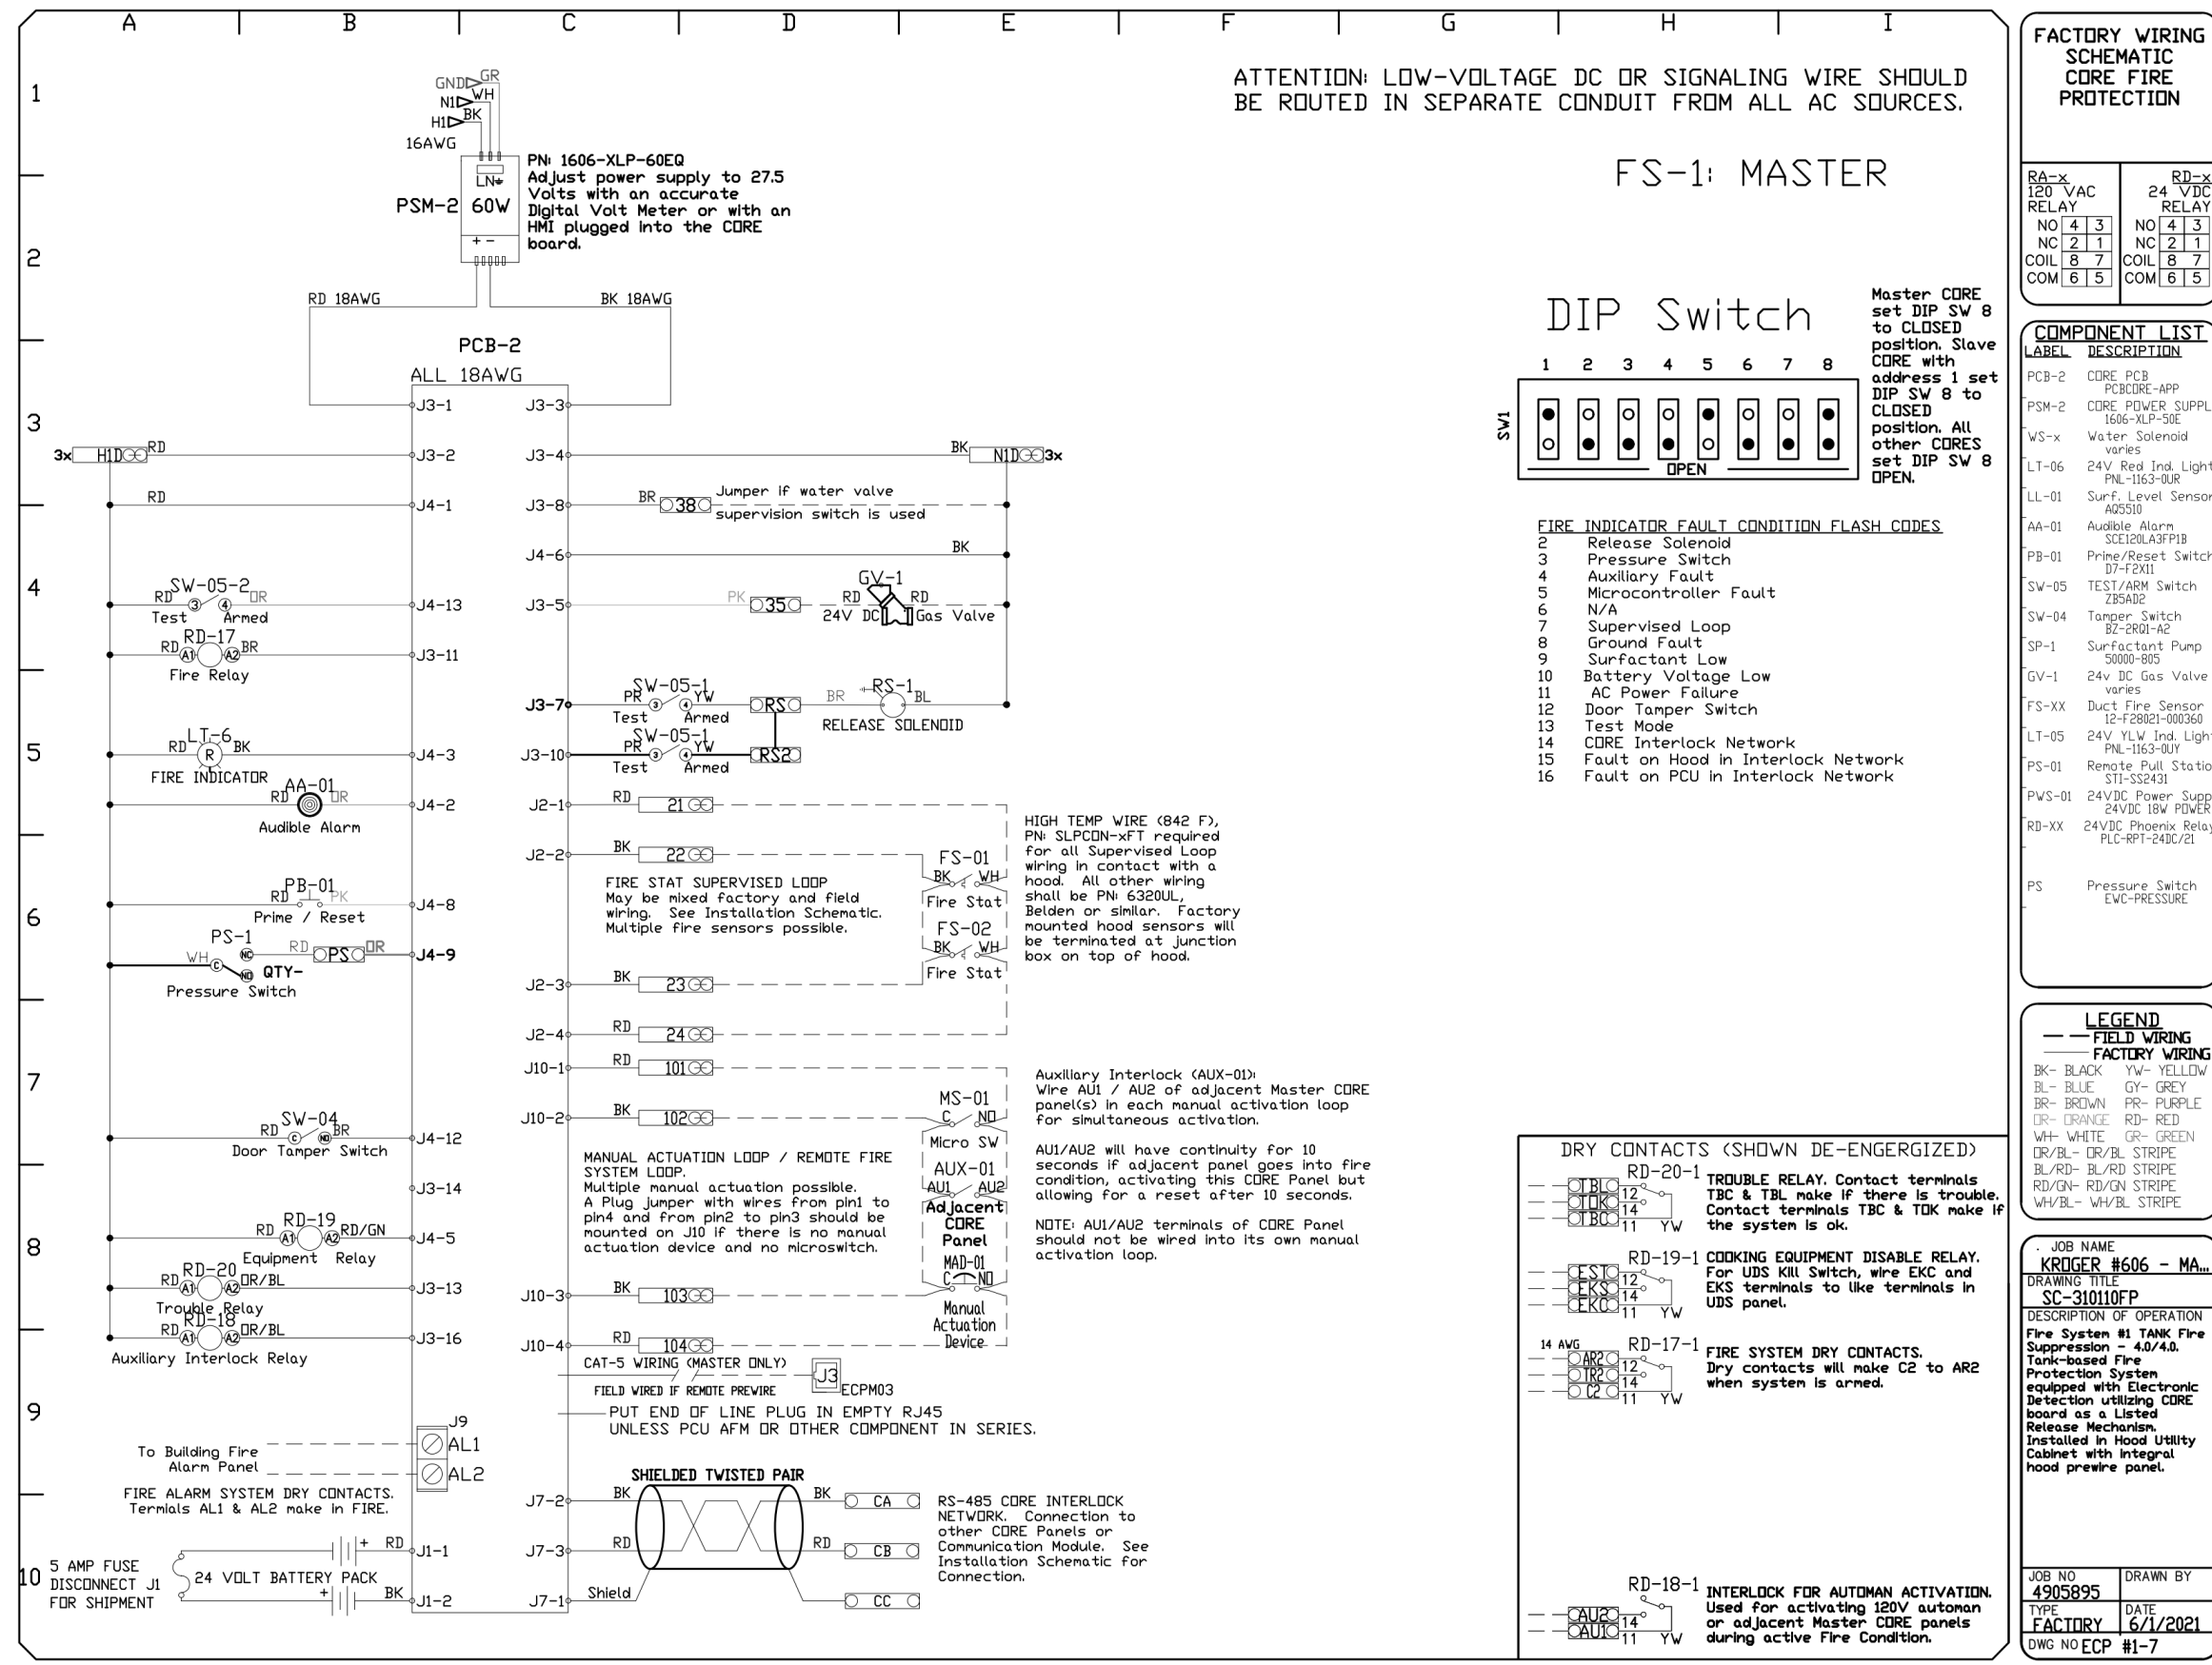 A B C D E F G H I
1
2
3
4
5
6
7
8
9
10
ATTENTION: LOW-VOLTAGE DC OR SIGNALING WIRE SHOULD
BE ROUTED IN SEPARATE CONDUIT FROM ALL AC SOURCES.
FS-1: MASTER
GND GR
N1 WH
H1 BK
16AWG
LN
PSM-2 60W
+ -
PN: 1606-XLP-60EQ
Adjust power supply to 27.5
Volts with an accurate
Digital Volt Meter or with an
HMI plugged into the CORE
board.
RD 18AWG
BK 18AWG
PCB-2
ALL 18AWG
J3-1
J3-3
3x H1D RD J3-2
J3-4 BK N1D 3x
RD J4-1
J3-8 BR 38
Jumper if water valve
supervision switch is used
J4-6 BK
SW-05-2
RD 3 4 OR
Test Armed
J4-13
J3-5 PK 35
GV-1
RD RD
24V DC Gas Valve
RD-17
RD A1 A2 BR
Fire Relay
J3-11
J3-7
SW-05-1
PR 3 4 YW
Test Armed
RS
BR RS-1 BL
RELEASE SOLENOID
LT-6
RD R BK
FIRE INDICATOR
J4-3
J3-10
SW-05-1
PR 3 4 YW
Test Armed
RS2
AA-01
RD OR
Audible Alarm
J4-2
J2-1 RD 21
J2-2 BK 22
FIRE STAT SUPERVISED LOOP
May be mixed factory and field
wiring. See Installation Schematic.
Multiple fire sensors possible.
FS-01
BK WH
Fire Stat
FS-02
BK WH
Fire Stat
HIGH TEMP WIRE (842 F),
PN: SLPCON-xFT required
for all Supervised Loop
wiring in contact with a
hood. All other wiring
shall be PN: 6320UL,
Belden or similar. Factory
mounted hood sensors will
be terminated at junction
box on top of hood.
PB-01
RD PK
Prime / Reset
J4-8
PS-1
WH C NC NO
RD PS OR
QTY-
Pressure Switch
J4-9
J2-3 BK 23
J2-4 RD 24
J10-1 RD 101
J10-2 BK 102
MS-01
C NO
Micro SW
AUX-01
AU1 AU2
Adjacent
CORE
Panel
MAD-01
C NO
Manual
Actuation
Device
Auxiliary Interlock (AUX-01):
Wire AU1 / AU2 of adjacent Master CORE
panel(s) in each manual activation loop
for simultaneous activation.
AU1/AU2 will have continuity for 10
seconds if adjacent panel goes into fire
condition, activating this CORE Panel but
allowing for a reset after 10 seconds.
NOTE: AU1/AU2 terminals of CORE Panel
should not be wired into its own manual
activation loop.
SW-04
RD C NO BR
Door Tamper Switch
J4-12
J3-14
MANUAL ACTUATION LOOP / REMOTE FIRE
SYSTEM LOOP.
Multiple manual actuation possible.
A Plug jumper with wires from pin1 to
pin4 and from pin2 to pin3 should be
mounted on J10 if there is no manual
actuation device and no microswitch.
RD-19
RD A1 A2 RD/GN
Equipment Relay
J4-5
RD-20
RD A1 A2 OR/BL
Trouble Relay
J3-13
RD-18
RD A1 A2 OR/BL
Auxiliary Interlock Relay
J3-16
J10-3 BK 103
J10-4 RD 104
CAT-5 WIRING (MASTER ONLY)
J3
ECPM03
FIELD WIRED IF REMOTE PREWIRE
PUT END OF LINE PLUG IN EMPTY RJ45
UNLESS PCU AFM OR OTHER COMPONENT IN SERIES.
J9
AL1
AL2
To Building Fire
Alarm Panel
FIRE ALARM SYSTEM DRY CONTACTS.
Termials AL1 & AL2 make in FIRE.
5 AMP FUSE
DISCONNECT J1
FOR SHIPMENT
24 VOLT BATTERY PACK
+ RD J1-1
+ BK J1-2
SHIELDED TWISTED PAIR
J7-2 BK BK CA
J7-3 RD RD CB
J7-1 Shield CC
RS-485 CORE INTERLOCK
NETWORK. Connection to
other CORE Panels or
Communication Module. See
Installation Schematic for
Connection.
DIP Switch
1 2 3 4 5 6 7 8
SW1
OPEN
Master CORE
set DIP SW 8
to CLOSED
position. Slave
CORE with
address 1 set
DIP SW 8 to
CLOSED
position. All
other CORES
set DIP SW 8
OPEN.
FIRE INDICATOR FAULT CONDITION FLASH CODES
2 Release Solenoid
3 Pressure Switch
4 Auxiliary Fault
5 Microcontroller Fault
6 N/A
7 Supervised Loop
8 Ground Fault
9 Surfactant Low
10 Battery Voltage Low
11 AC Power Failure
12 Door Tamper Switch
13 Test Mode
14 CORE Interlock Network
15 Fault on Hood in Interlock Network
16 Fault on PCU in Interlock Network
DRY CONTACTS (SHOWN DE-ENGERGIZED)
RD-20-1
TBL 12
TOK 14
TBC 11 YW
TROUBLE RELAY. Contact terminals
TBC & TBL make if there is trouble.
Contact terminals TBC & TOK make if
the system is ok.
RD-19-1
EST 12
EKS 14
EKC 11 YW
COOKING EQUIPMENT DISABLE RELAY.
For UDS Kill Switch, wire EKC and
EKS terminals to like terminals in
UDS panel.
14 AWG RD-17-1
AR2 12
TR2 14
C2 11 YW
FIRE SYSTEM DRY CONTACTS.
Dry contacts will make C2 to AR2
when system is armed.
RD-18-1
AU2 14
AU1 11 YW
INTERLOCK FOR AUTOMAN ACTIVATION.
Used for activating 120V automan
or adjacent Master CORE panels
during active Fire Condition.
FACTORY WIRING
SCHEMATIC
CORE FIRE
PROTECTION
RA-x RD-x
120 VAC 24 VDC
RELAY RELAY
NO 4 3 NO 4 3
NC 2 1 NC 2 1
COIL 8 7 COIL 8 7
COM 6 5 COM 6 5
COMPONENT LIST
LABEL DESCRIPTION
PCB-2 CORE PCB
PCBCORE-APP
PSM-2 CORE POWER SUPPL
1606-XLP-50E
WS-x Water Solenoid
varies
LT-06 24V Red Ind. Light
PNL-1163-0UR
LL-01 Surf. Level Sensor
AQ5510
AA-01 Audible Alarm
SCE120LA3FP1B
PB-01 Prime/Reset Switch
D7-F2X11
SW-05 TEST/ARM Switch
ZB5AD2
SW-04 Tamper Switch
BZ-2RQ1-A2
SP-1 Surfactant Pump
50000-805
GV-1 24v DC Gas Valve
varies
FS-XX Duct Fire Sensor
12-F28021-000360
LT-05 24V YLW Ind. Ligh
PNL-1163-0UY
PS-01 Remote Pull Statio
STI-SS2431
PWS-01 24VDC Power Supp
24VDC 18W POWER
RD-XX 24VDC Phoenix Relay
PLC-RPT-24DC/21
PS Pressure Switch
EWC-PRESSURE
LEGEND
FIELD WIRING
FACTORY WIRING
BK- BLACK YW- YELLOW
BL- BLUE GY- GREY
BR- BROWN PR- PURPLE
OR- ORANGE RD- RED
WH- WHITE GR- GREEN
OR/BL- OR/BL STRIPE
BL/RD- BL/RD STRIPE
RD/GN- RD/GN STRIPE
WH/BL- WH/BL STRIPE
. JOB NAME
KROGER #606 - MA...
DRAWING TITLE
SC-310110FP
DESCRIPTION OF OPERATION
Fire System #1 TANK Fire
Suppression - 4.0/4.0.
Tank-based Fire
Protection System
equipped with Electronic
Detection utilizing CORE
board as a Listed
Release Mechanism.
Installed in Hood Utility
Cabinet with integral
hood prewire panel.
JOB NO DRAWN BY
4905895
TYPE DATE
FACTORY 6/1/2021
DWG NO ECP #1-7